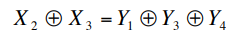 X₂ ⊕ X₃ = Y₁ ⊕ Y₃ ⊕ Y₄